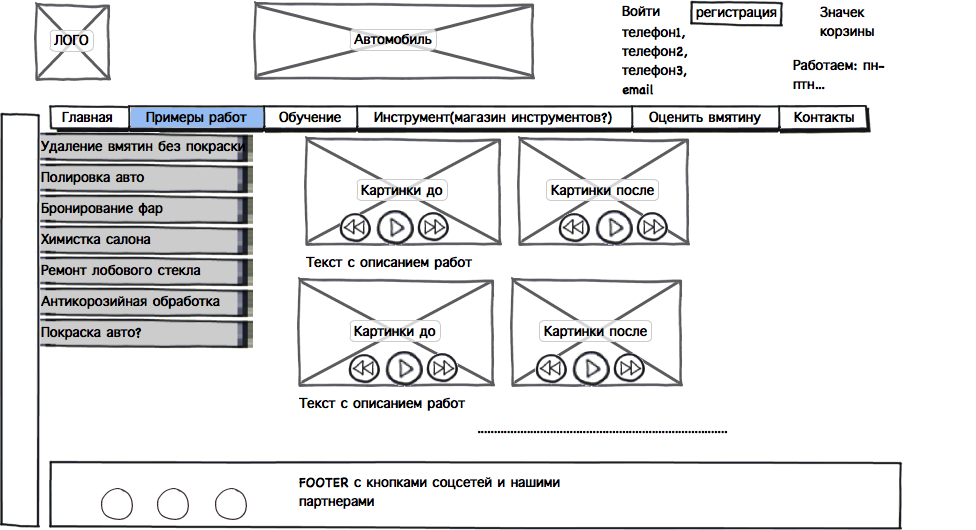 ЛОГО
Автомобиль
Войти
регистрация
Значек
корзины
телефон1,
телефон2,
телефон3,
email
Работаем: пн-
птн...
Главная
Примеры работ
Обучение
Инструмент(магазин инструментов?)
Оценить вмятину
Контакты
Удаление вмятин без покраски
Полировка авто
Бронирование фар
Химистка салона
Ремонт лобового стекла
Антикорозийная обработка
Покраска авто?
Картинки до
Картинки после
Текст с описанием работ
Картинки до
Картинки после
Текст с описанием работ
FOOTER с кнопками соцсетей и нашими
партнерами